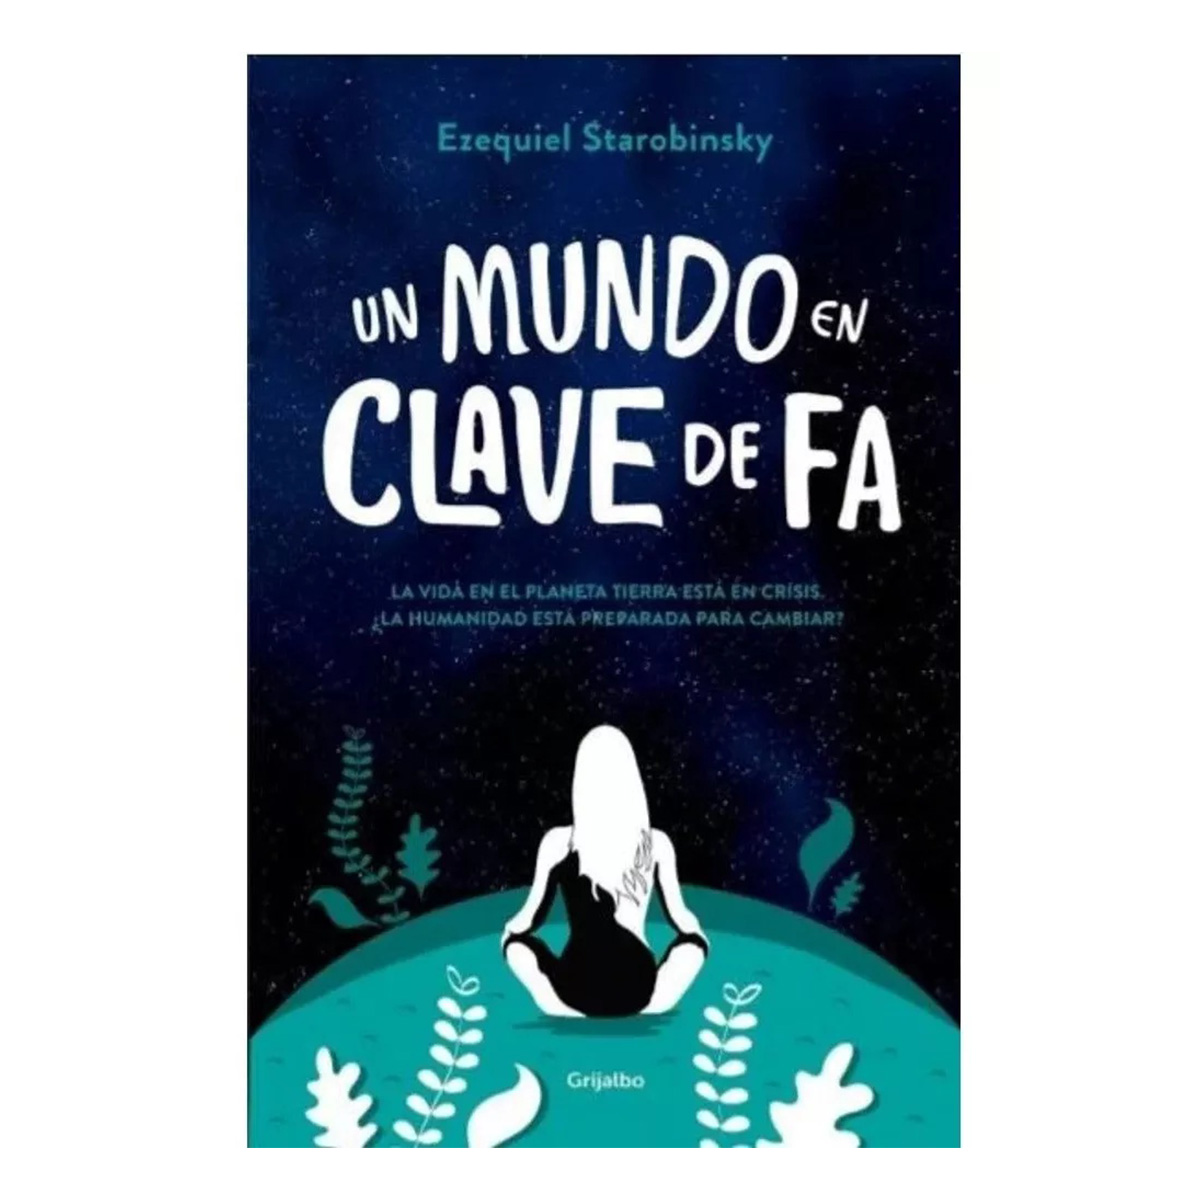 Ezequiel Starobinsky
UN MUNDO EN
CLAVE DE FA
LA VIDA EN EL PLANETA TIERRA ESTÁ EN CRISIS.
¿LA HUMANIDAD ESTÁ PREPARADA PARA CAMBIAR?
Grijalbo